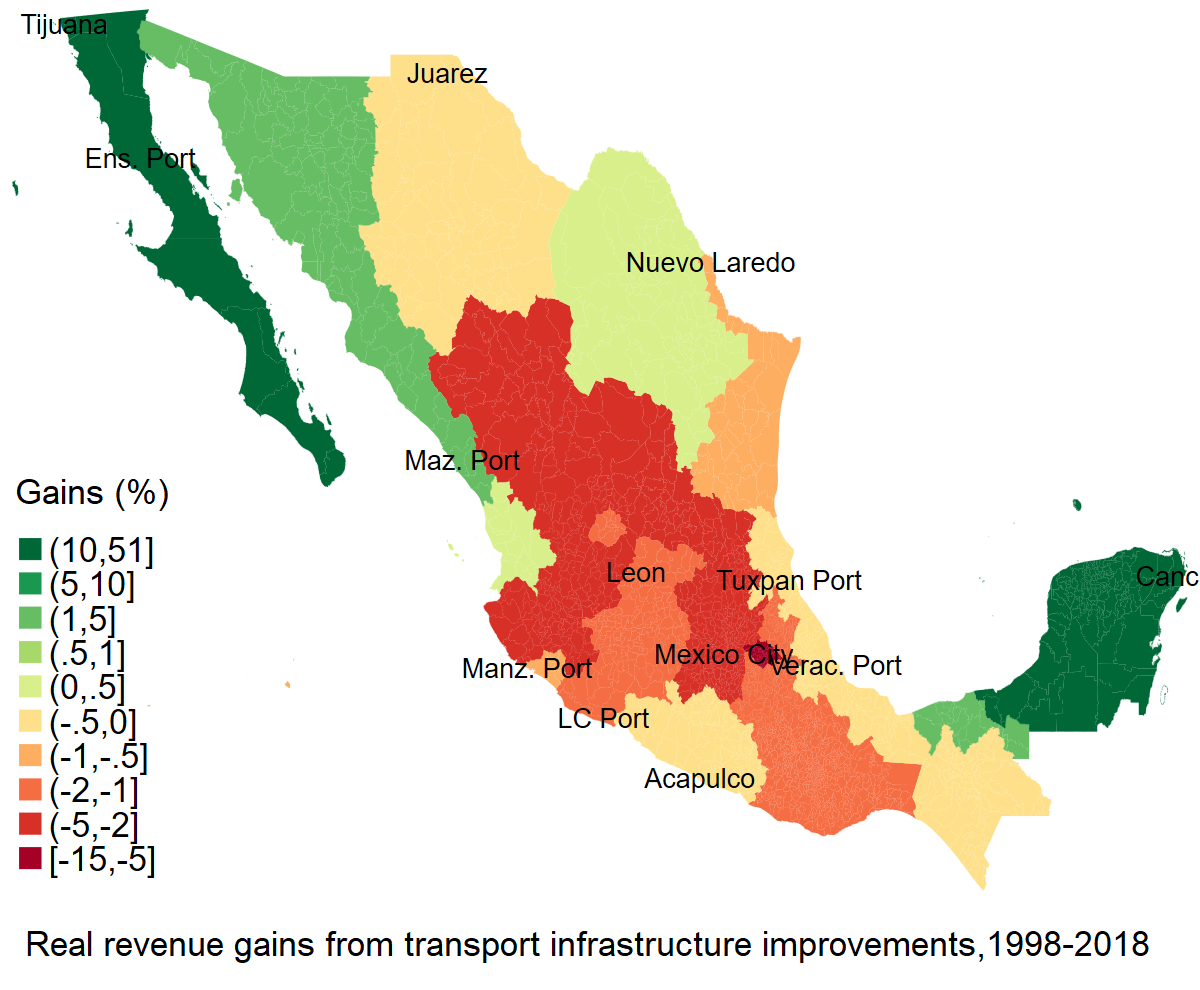 Tijuana
Juarez
Ens. Port
Nuevo Laredo
Maz. Port
Gains (%)
(10,51]
(5,10]
(1,5]
(.5,1]
(0,.5]
(-.5,0]
(-1,-.5]
(-2,-1]
(-5,-2]
[-15,-5]
Leon
Tuxpan Port
Canc
Mexico City
Verac. Port
Manz. Port
LC Port
Acapulco
Real revenue gains from transport infrastructure improvements,1998-2018